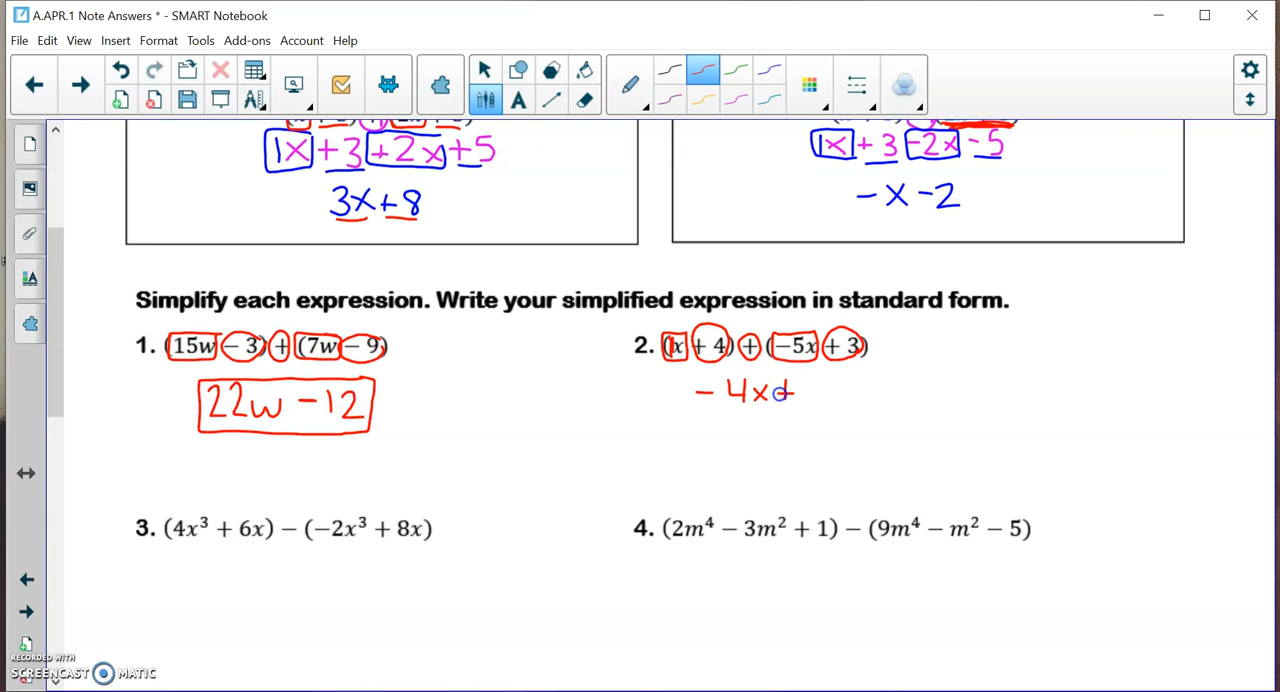 A.APR.1 Note Answers * - SMART Notebook
File Edit View Insert Format Tools Add-ons Account Help
1x + 3 + 2x + 5
3x + 8
1x + 3 - 2x - 5
- x - 2
Simplify each expression. Write your simplified expression in standard form.
1. (15w − 3) + (7w − 9)
22w - 12
2. (x + 4) + (−5x + 3)
- 4x +
3. (4x³ + 6x) − (−2x³ + 8x)
4. (2m⁴ − 3m² + 1) − (9m⁴ − m² − 5)
RECORDED WITH
SCREENCAST MATIC